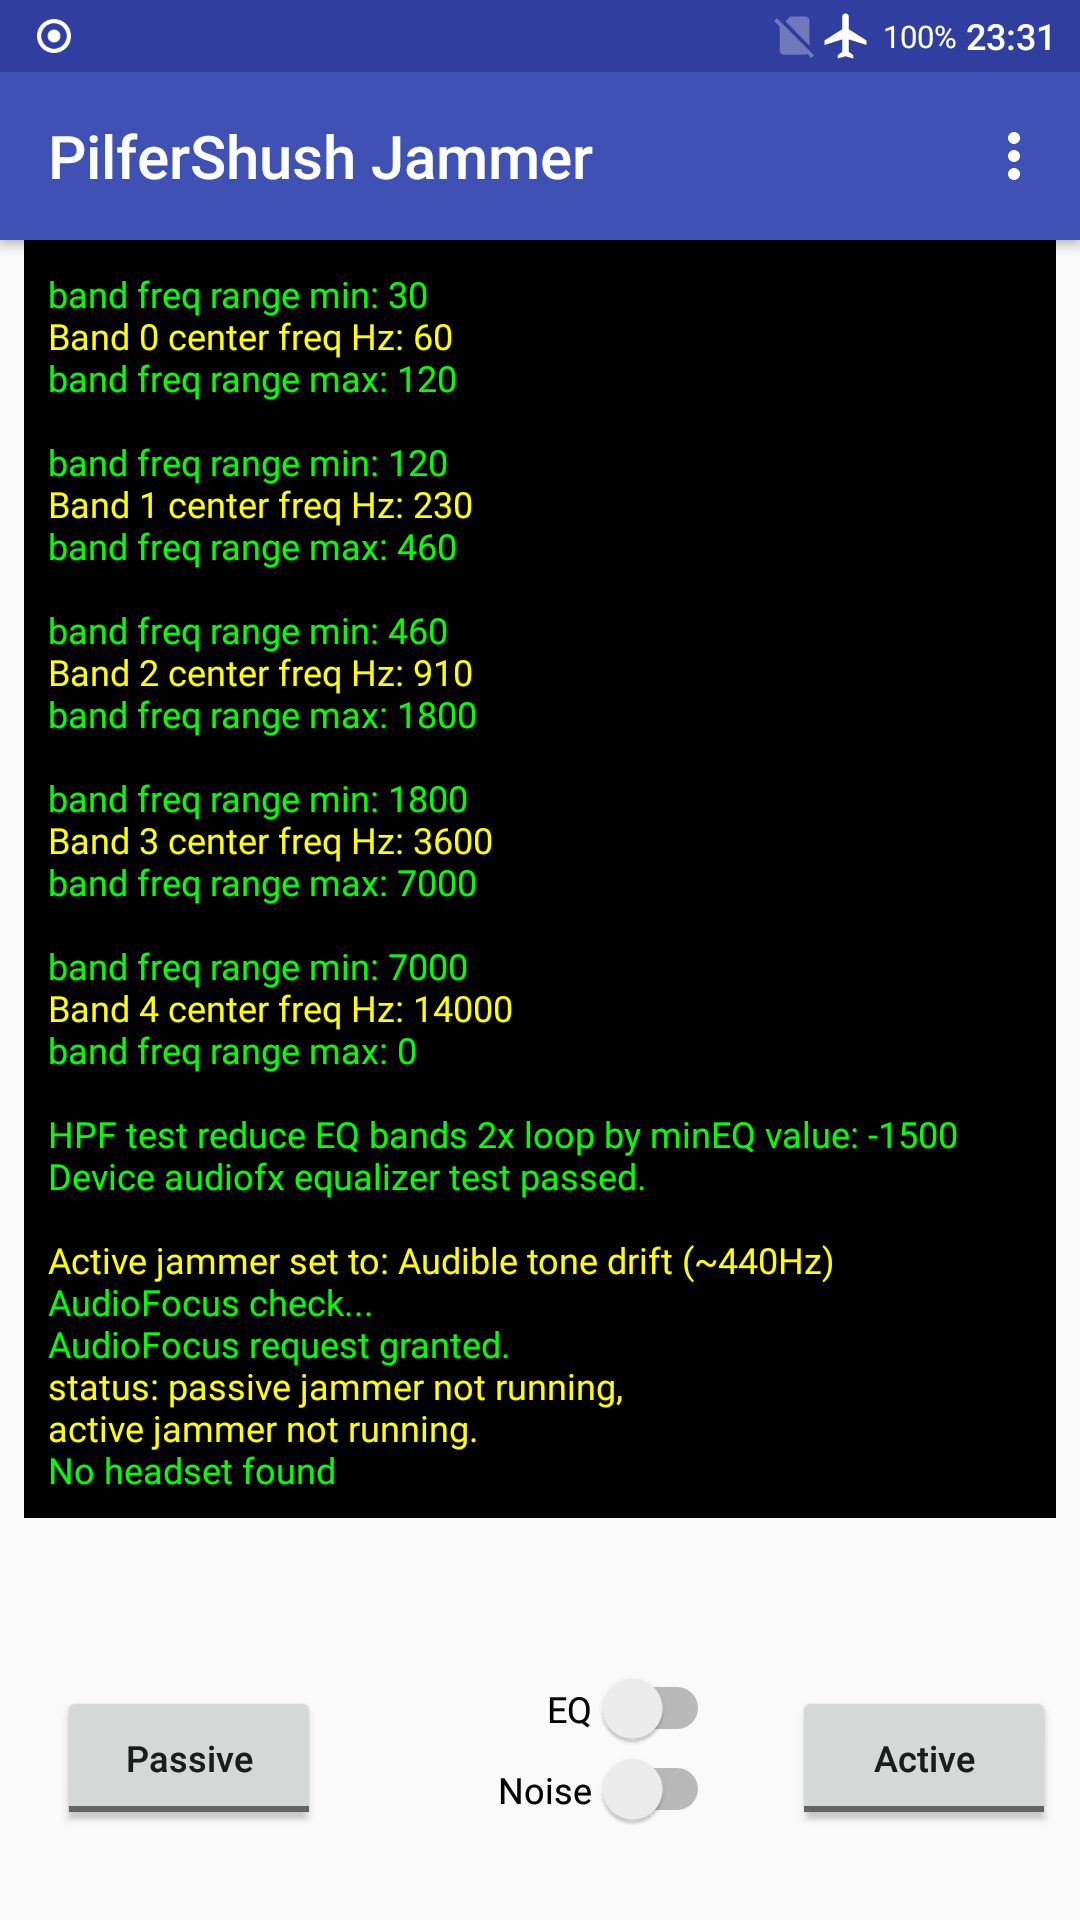 100% 23:31
PilferShush Jammer
band freq range min: 30
Band 0 center freq Hz: 60
band freq range max: 120
band freq range min: 120
Band 1 center freq Hz: 230
band freq range max: 460
band freq range min: 460
Band 2 center freq Hz: 910
band freq range max: 1800
band freq range min: 1800
Band 3 center freq Hz: 3600
band freq range max: 7000
band freq range min: 7000
Band 4 center freq Hz: 14000
band freq range max: 0
HPF test reduce EQ bands 2x loop by minEQ value: -1500
Device audiofx equalizer test passed.
Active jammer set to: Audible tone drift (~440Hz)
AudioFocus check...
AudioFocus request granted.
status: passive jammer not running,
active jammer not running.
No headset found
EQ
Passive
Active
Noise